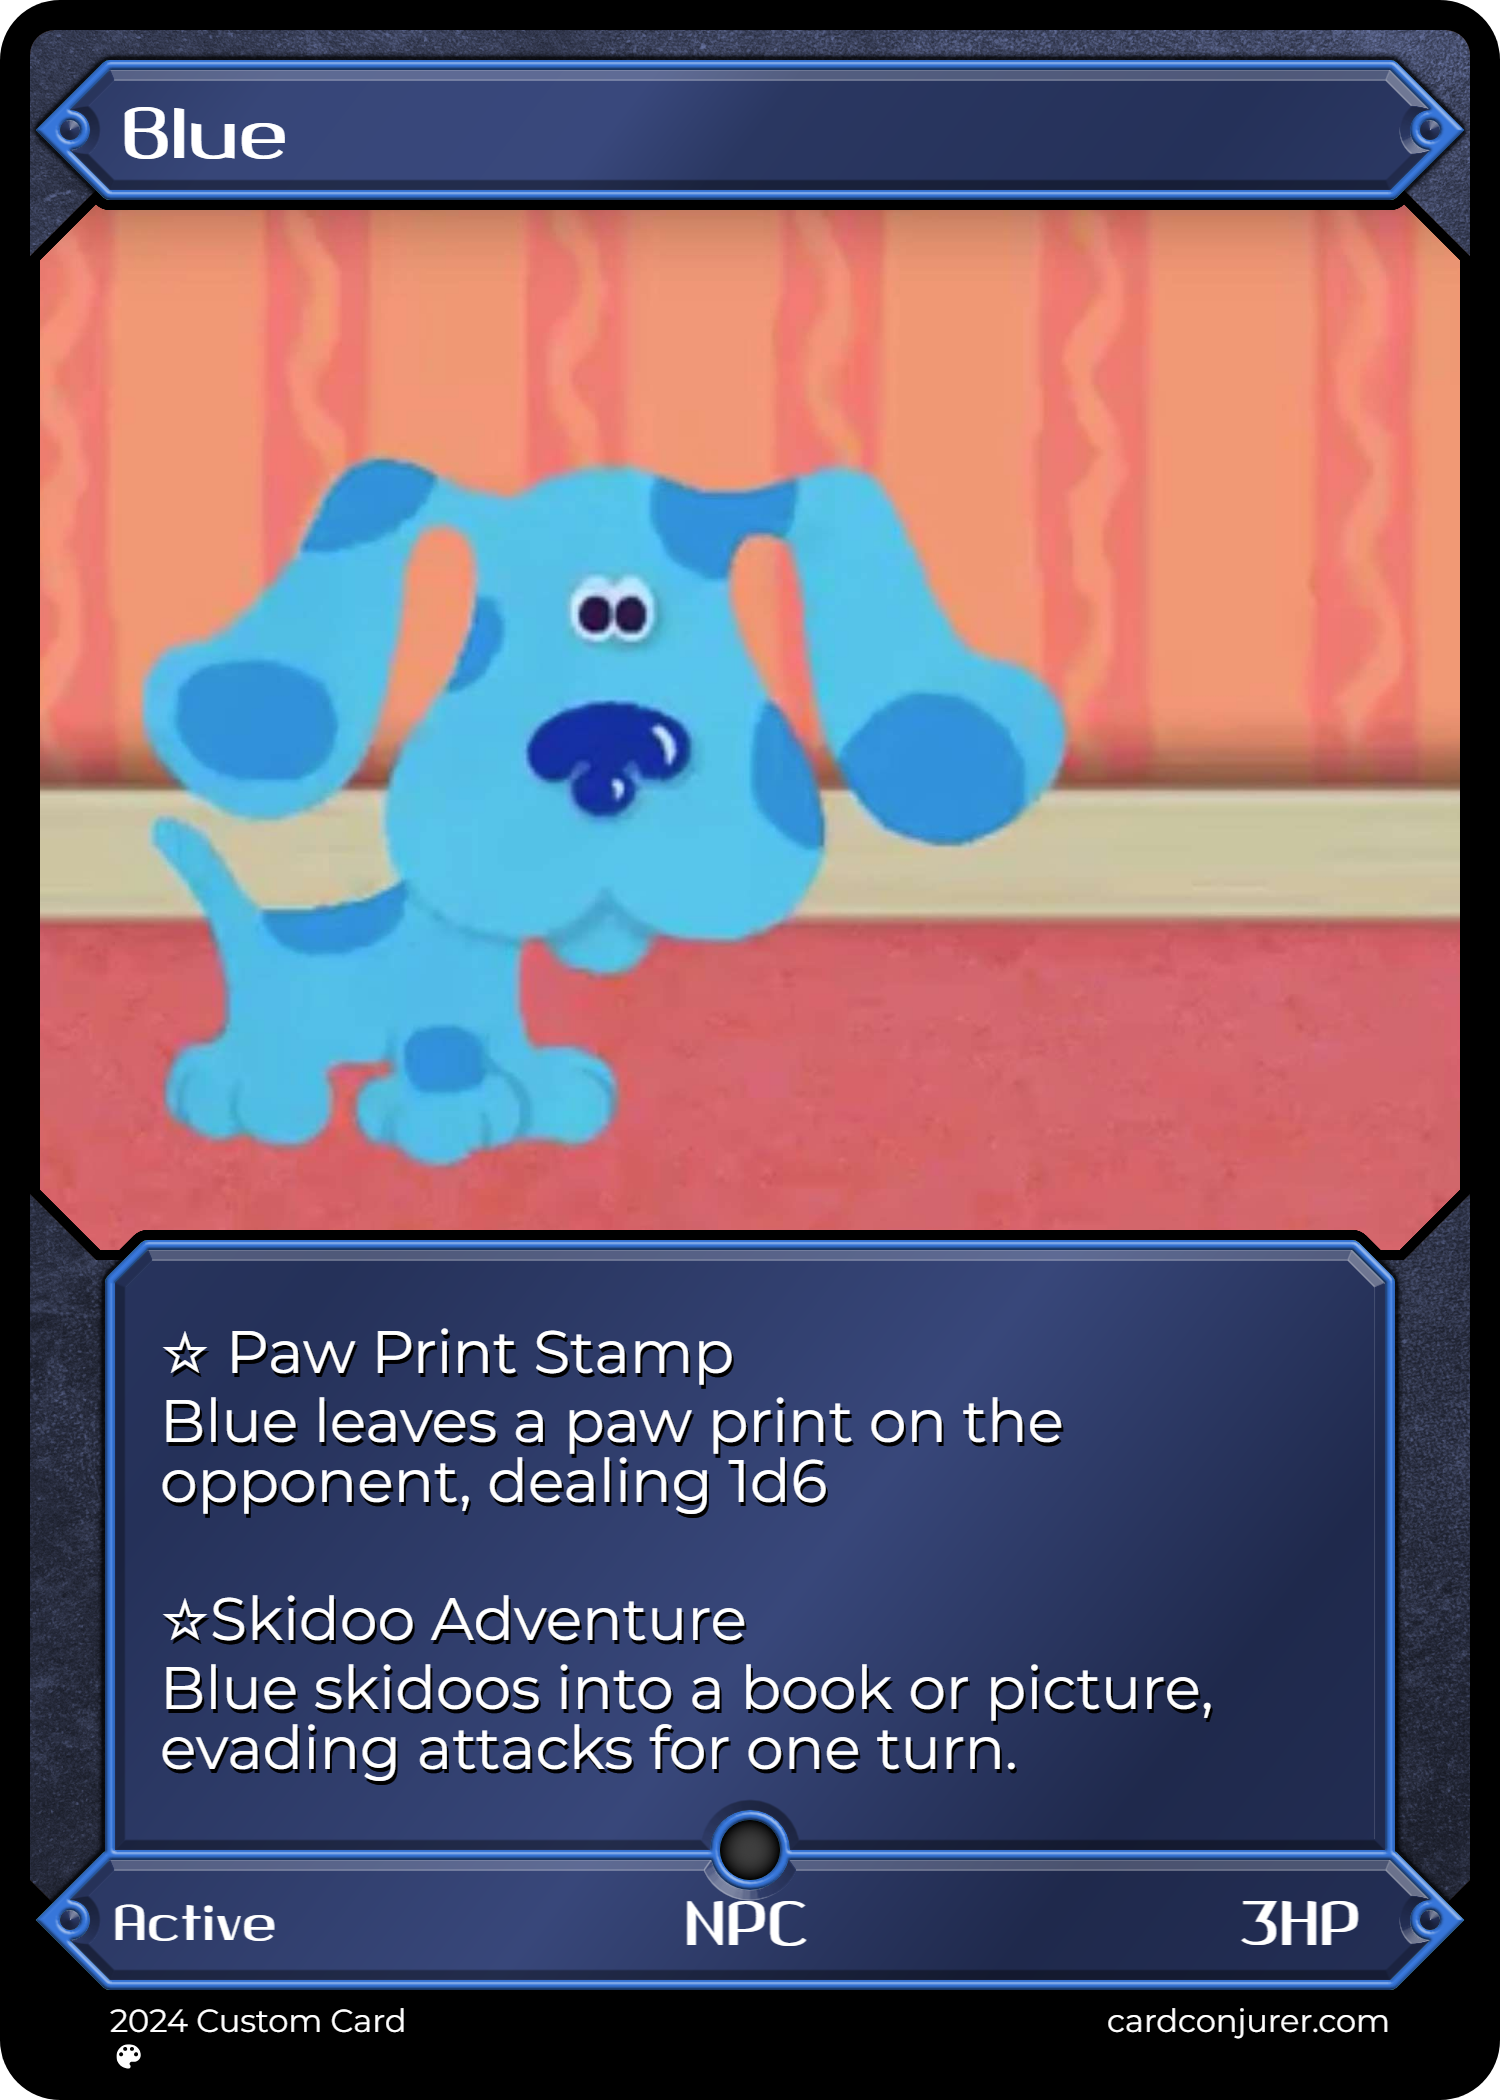 Blue
☆ Paw Print Stamp
Blue leaves a paw print on the
opponent, dealing 1d6
☆Skidoo Adventure
Blue skidoos into a book or picture,
evading attacks for one turn.
Active NPC 3HP
2024 Custom Card cardconjurer.com